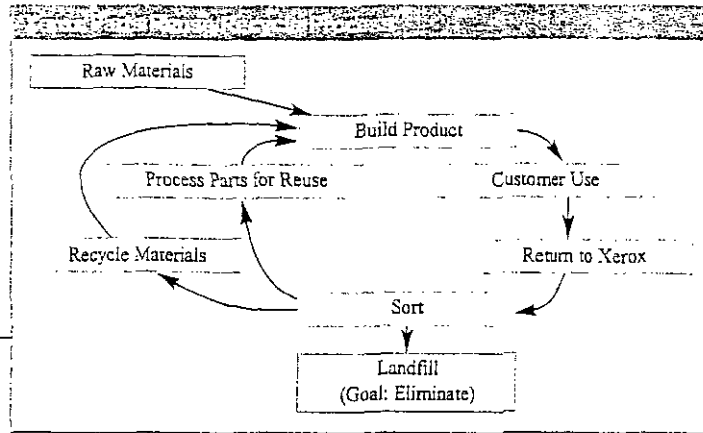 Raw Materials
Build Product
Process Parts for Reuse
Customer Use
Recycle Materials
Return to Xerox
Sort
Landfill
(Goal: Eliminate)